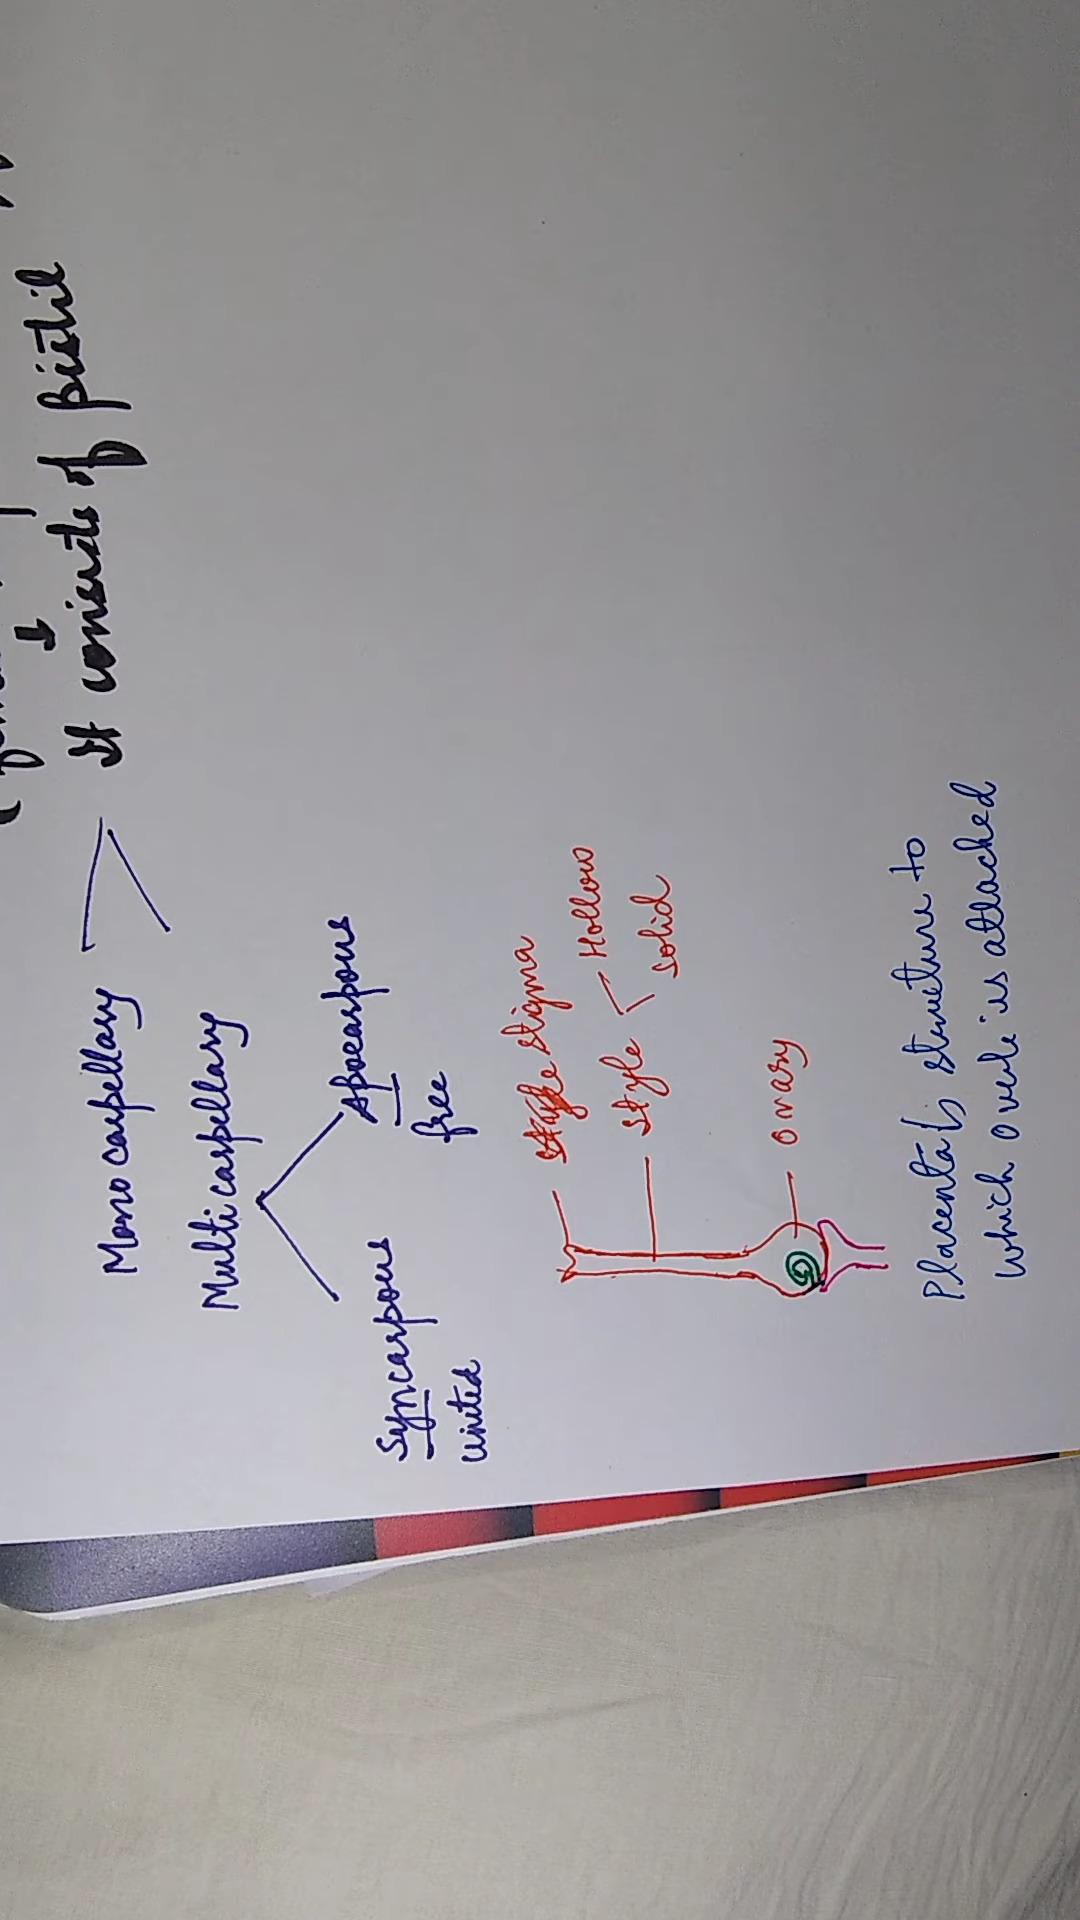 It consists of pistil
Mono carpellary
Multi carpellary
Syncarpous
united
Apocarpous
free
stigma
style
Hollow
solid
ovary
Placenta is structure to
which ovule is attached